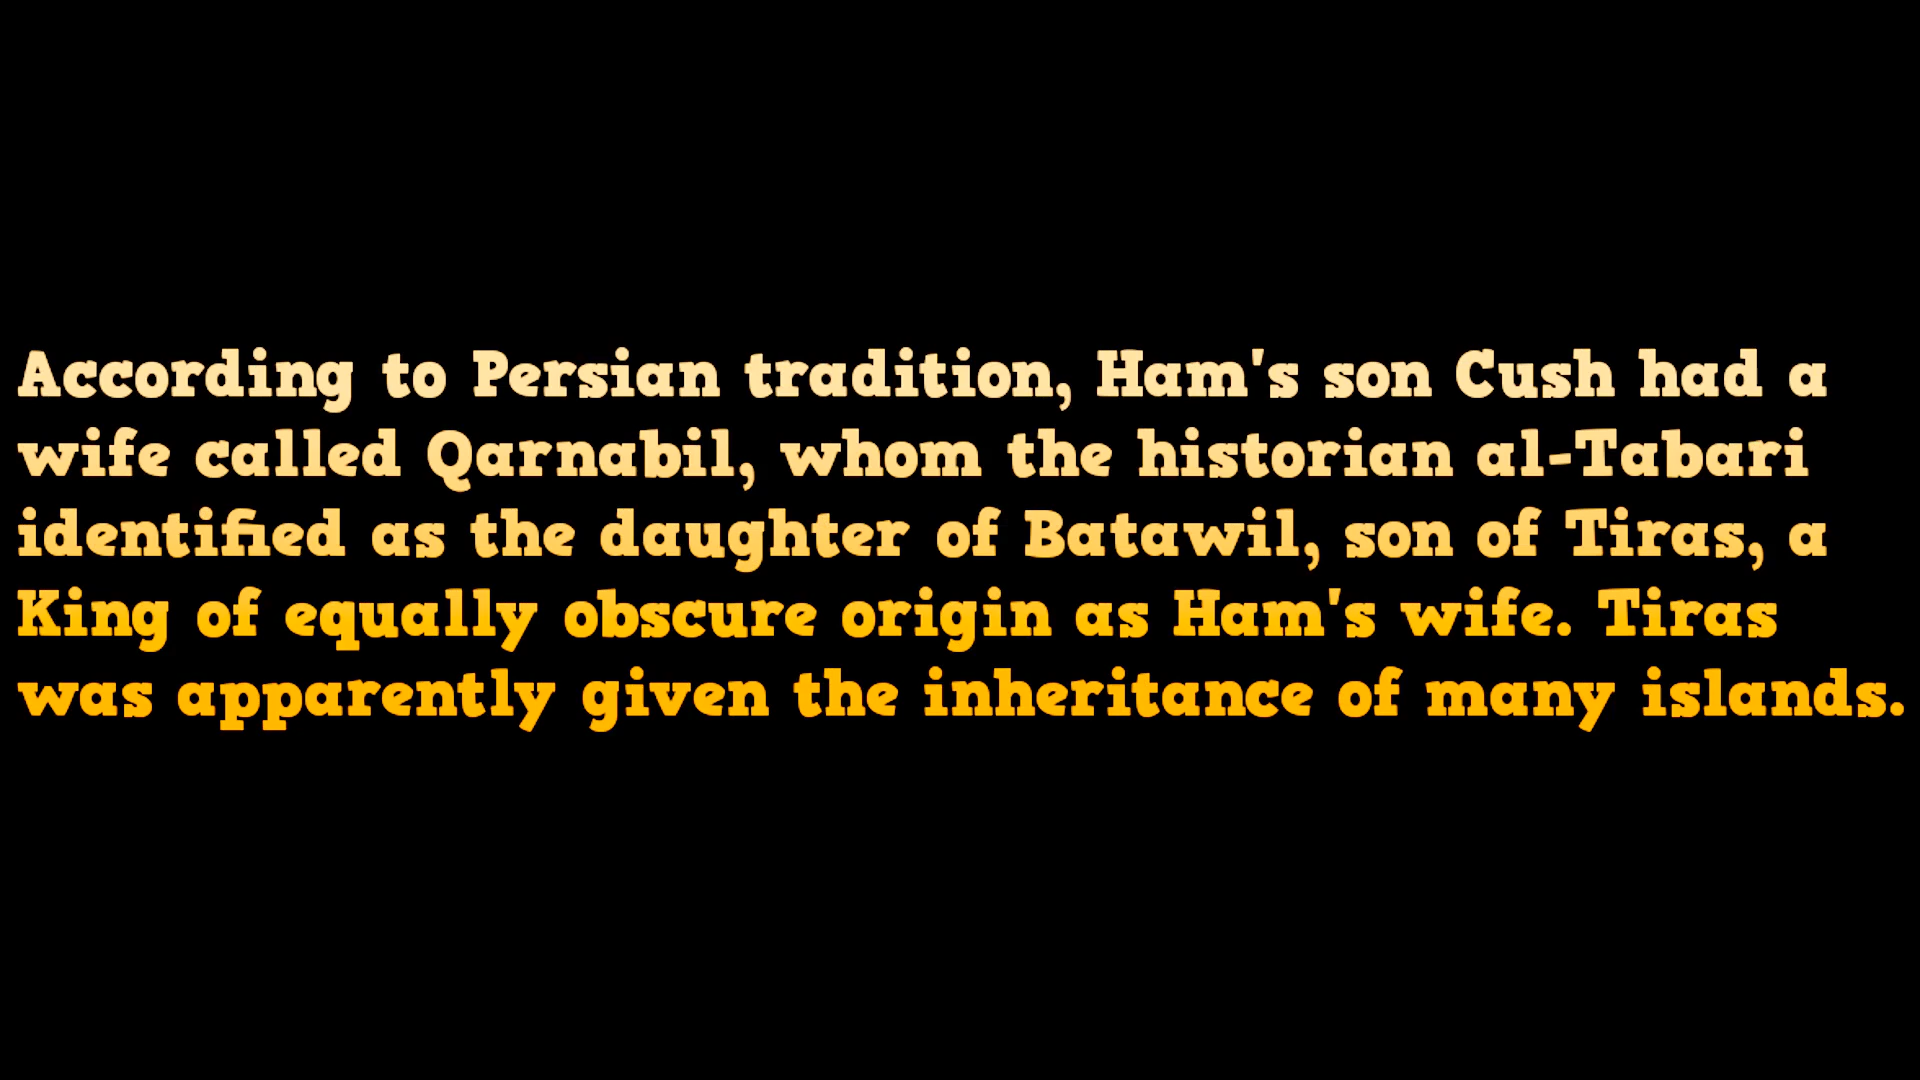 According to Persian tradition, Ham's son Cush had a
wife called Qarnabil, whom the historian al-Tabari
identified as the daughter of Batawil, son of Tiras, a
King of equally obscure origin as Ham's wife. Tiras
was apparently given the inheritance of many islands.